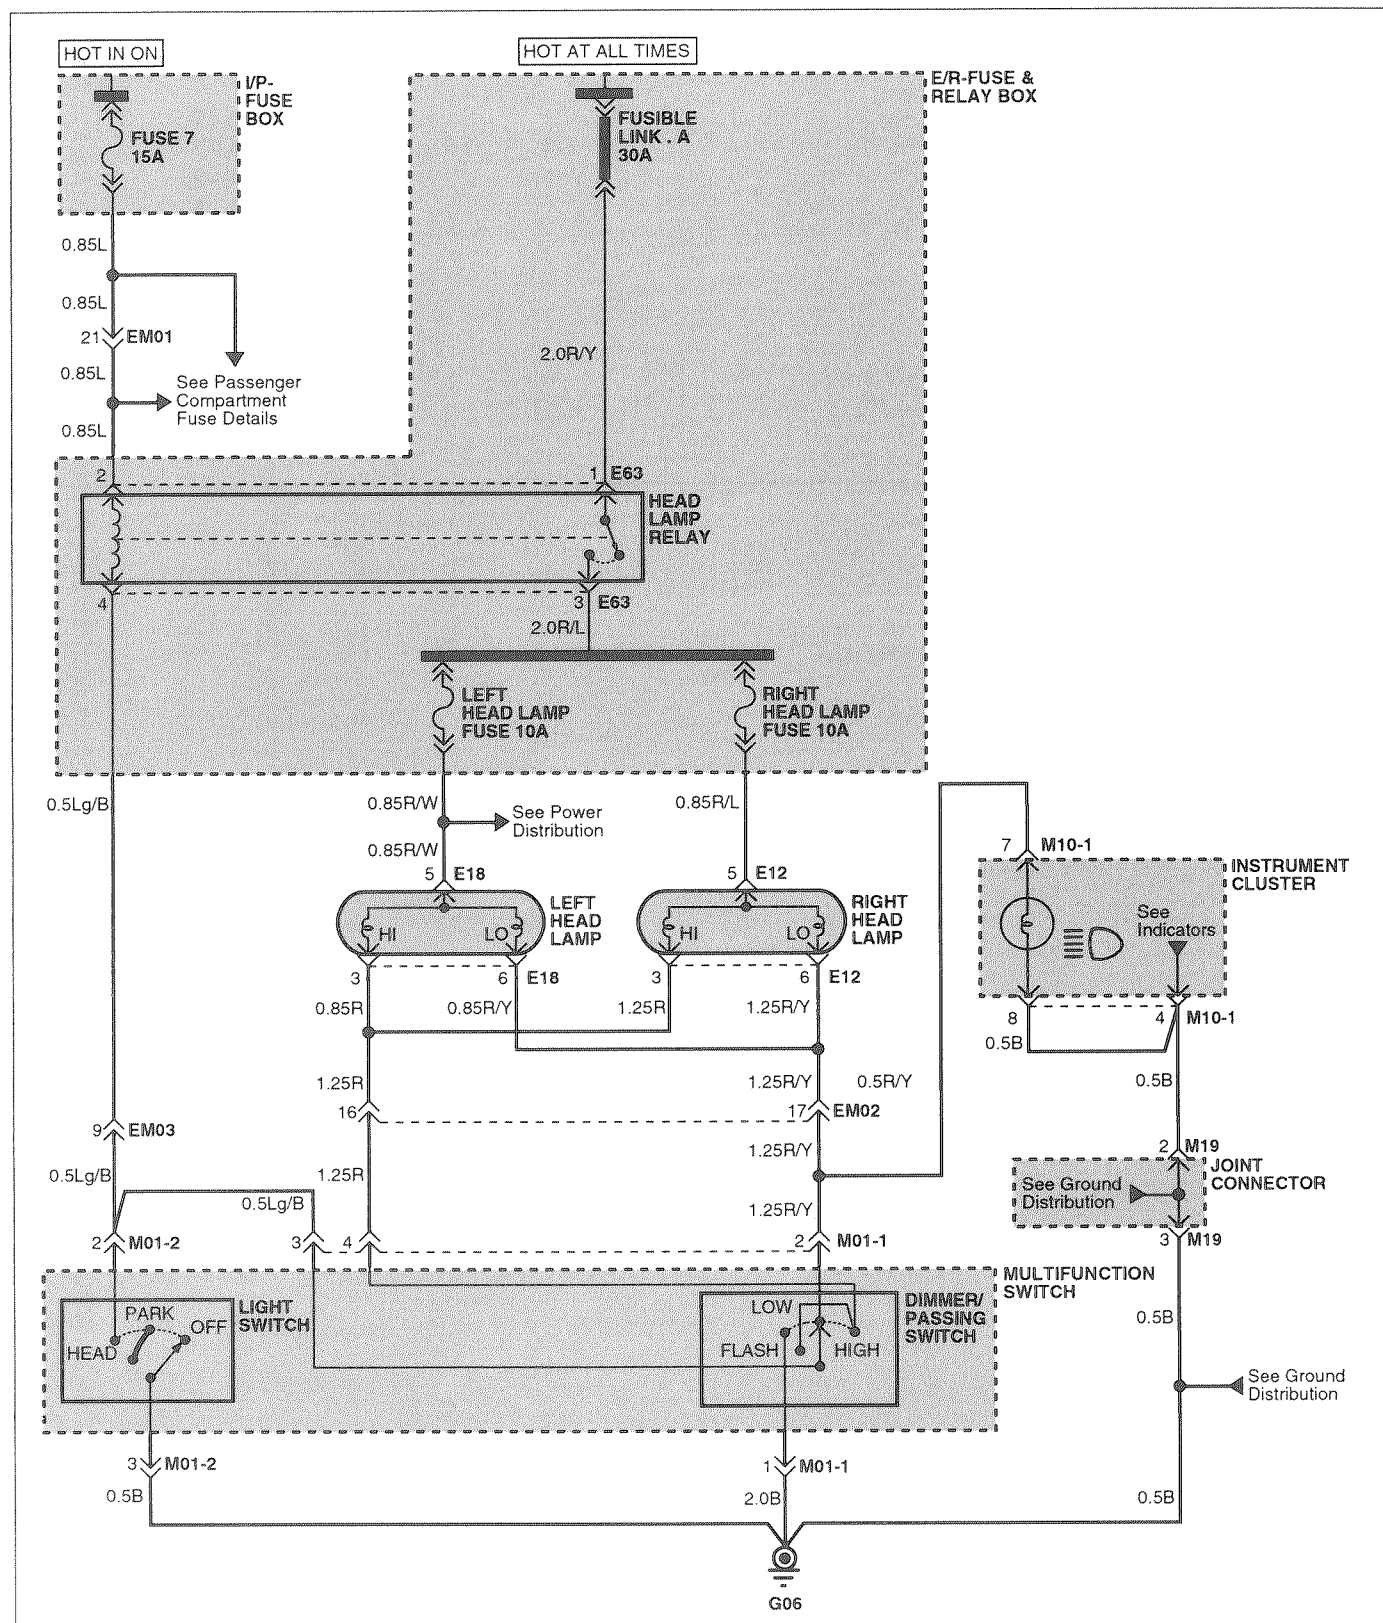 HOT IN ON
HOT AT ALL TIMES
I/P-
FUSE
BOX
E/R-FUSE &
RELAY BOX
FUSE 7
15A
FUSIBLE
LINK . A
30A
0.85L
0.85L
21
EM01
0.85L
See Passenger
Compartment
Fuse Details
2.0R/Y
0.85L
2
1
E63
HEAD
LAMP
RELAY
4
3
E63
2.0R/L
LEFT
HEAD LAMP
FUSE 10A
RIGHT
HEAD LAMP
FUSE 10A
0.5Lg/B
0.85R/W
See Power
Distribution
0.85R/L
0.85R/W
5
E18
5
E12
7
M10-1
INSTRUMENT
CLUSTER
LEFT
HEAD
LAMP
RIGHT
HEAD
LAMP
HI
LO
HI
LO
See
Indicators
3
6
E18
3
6
E12
0.85R
0.85R/Y
1.25R
1.25R/Y
8
4
M10-1
0.5B
1.25R
1.25R/Y
0.5R/Y
0.5B
16
17
EM02
9
EM03
1.25R/Y
2
M19
JOINT
CONNECTOR
0.5Lg/B
1.25R
See Ground
Distribution
0.5Lg/B
1.25R/Y
2
M01-2
3
4
2
M01-1
3
M19
MULTIFUNCTION
SWITCH
LIGHT
SWITCH
PARK
OFF
HEAD
LOW
FLASH
HIGH
DIMMER/
PASSING
SWITCH
0.5B
See Ground
Distribution
3
M01-2
1
M01-1
0.5B
2.0B
0.5B
G06